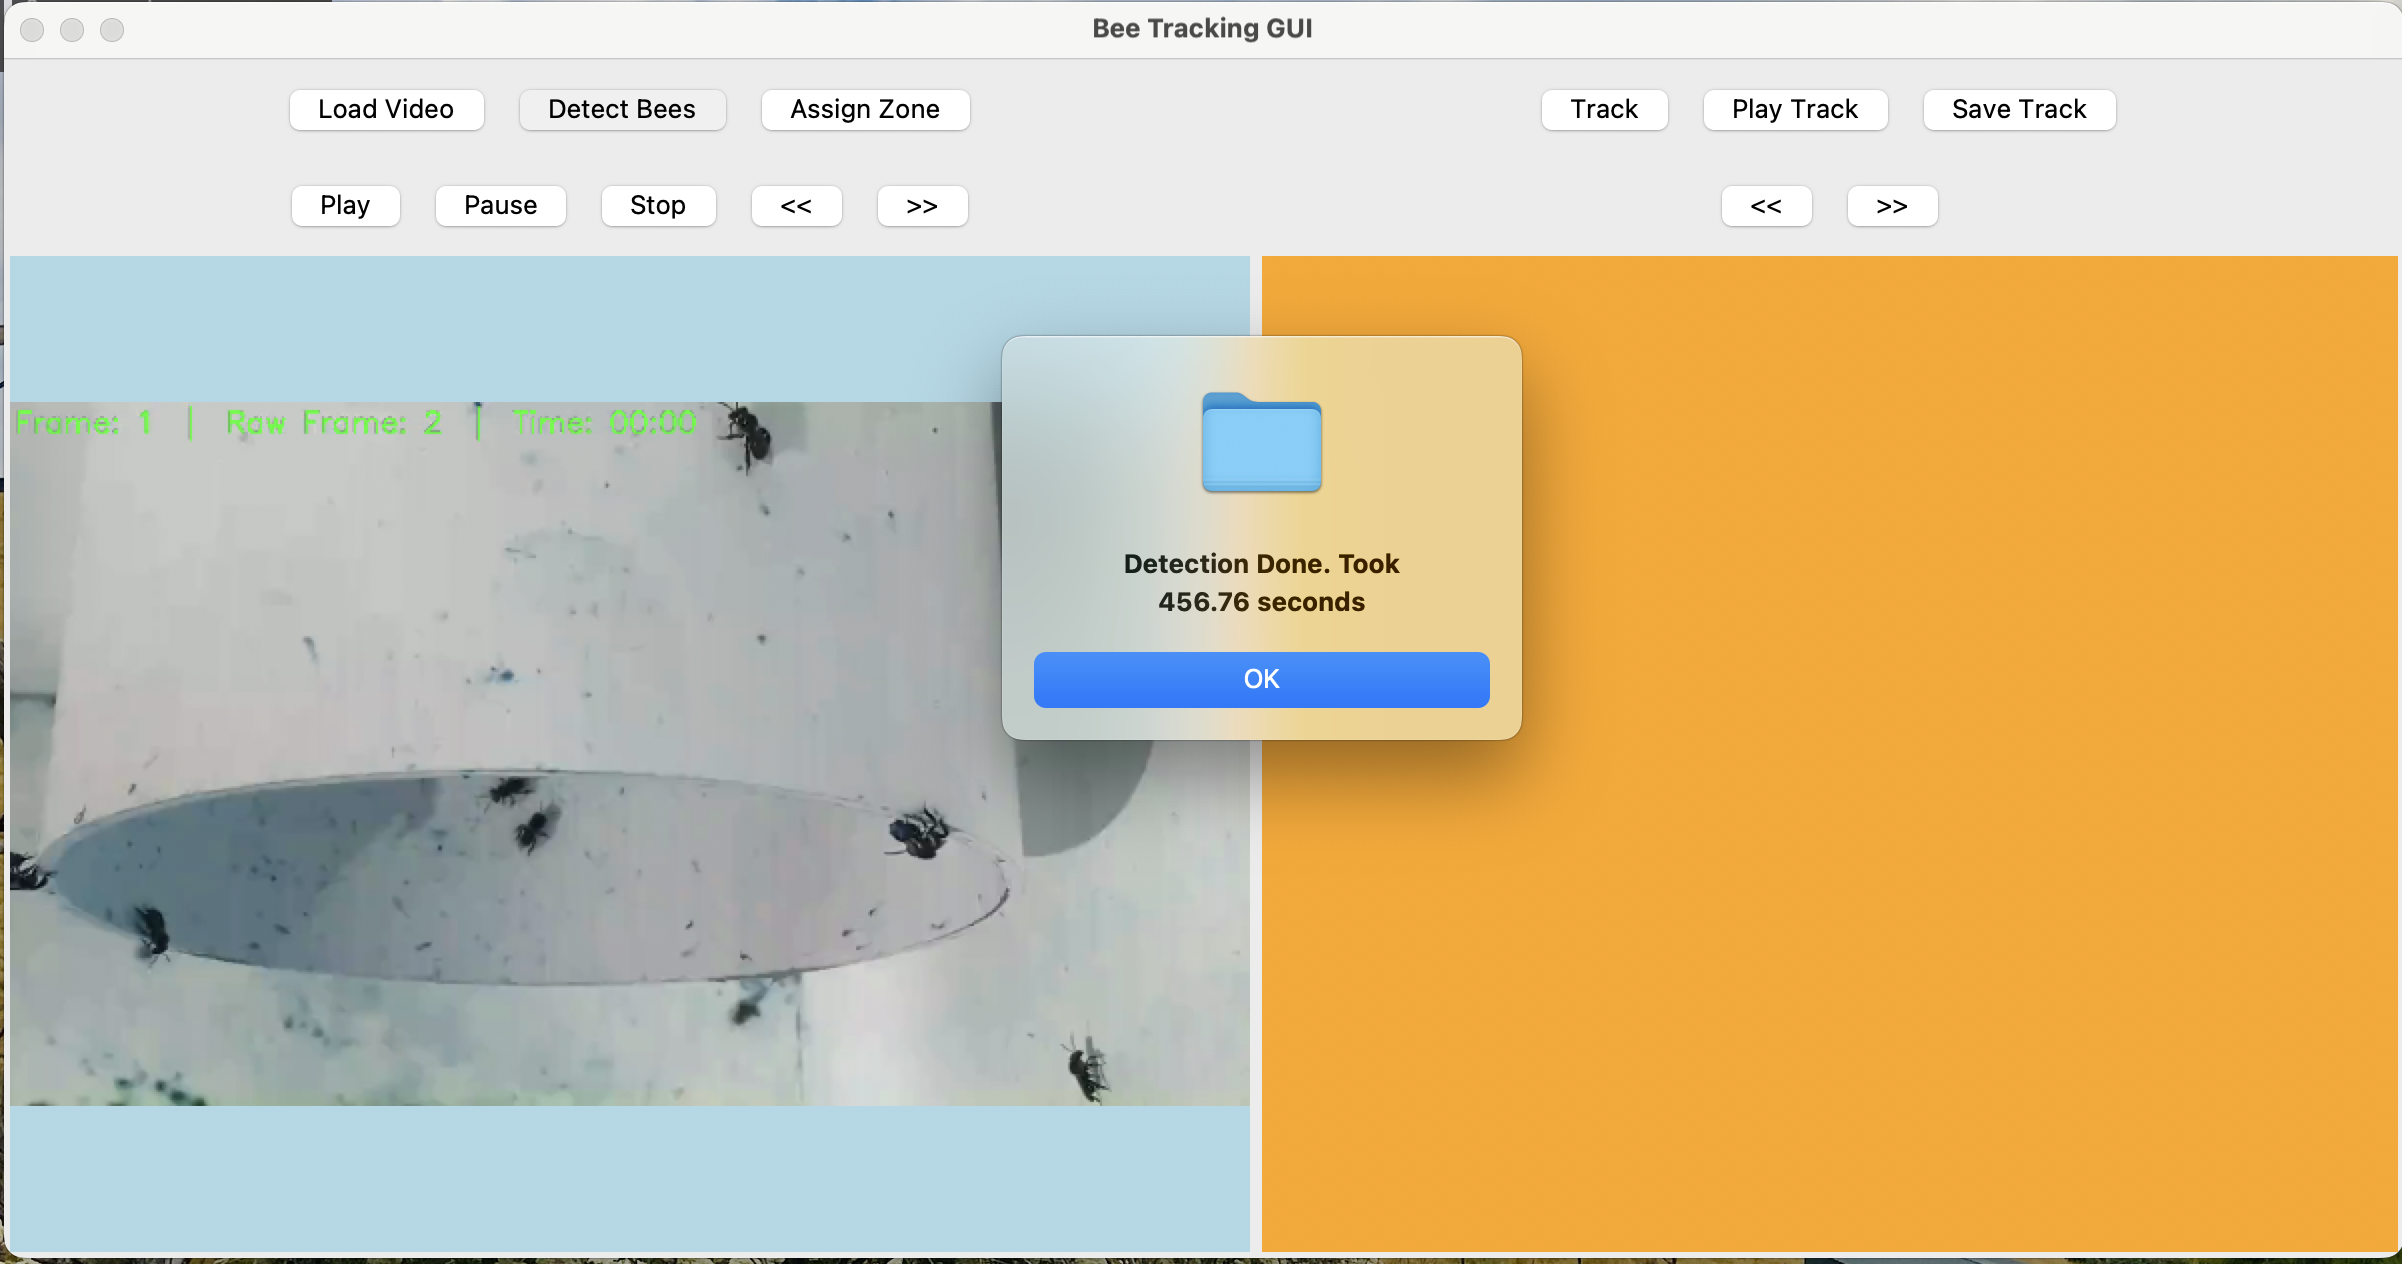 Bee Tracking GUI
Load Video
Detect Bees
Assign Zone
Track
Play Track
Save Track
Play
Pause
Stop
<<
>>
<<
>>
Frame: 1 | Raw Frame: 2 | Time: 00:00
Detection Done. Took
456.76 seconds
OK